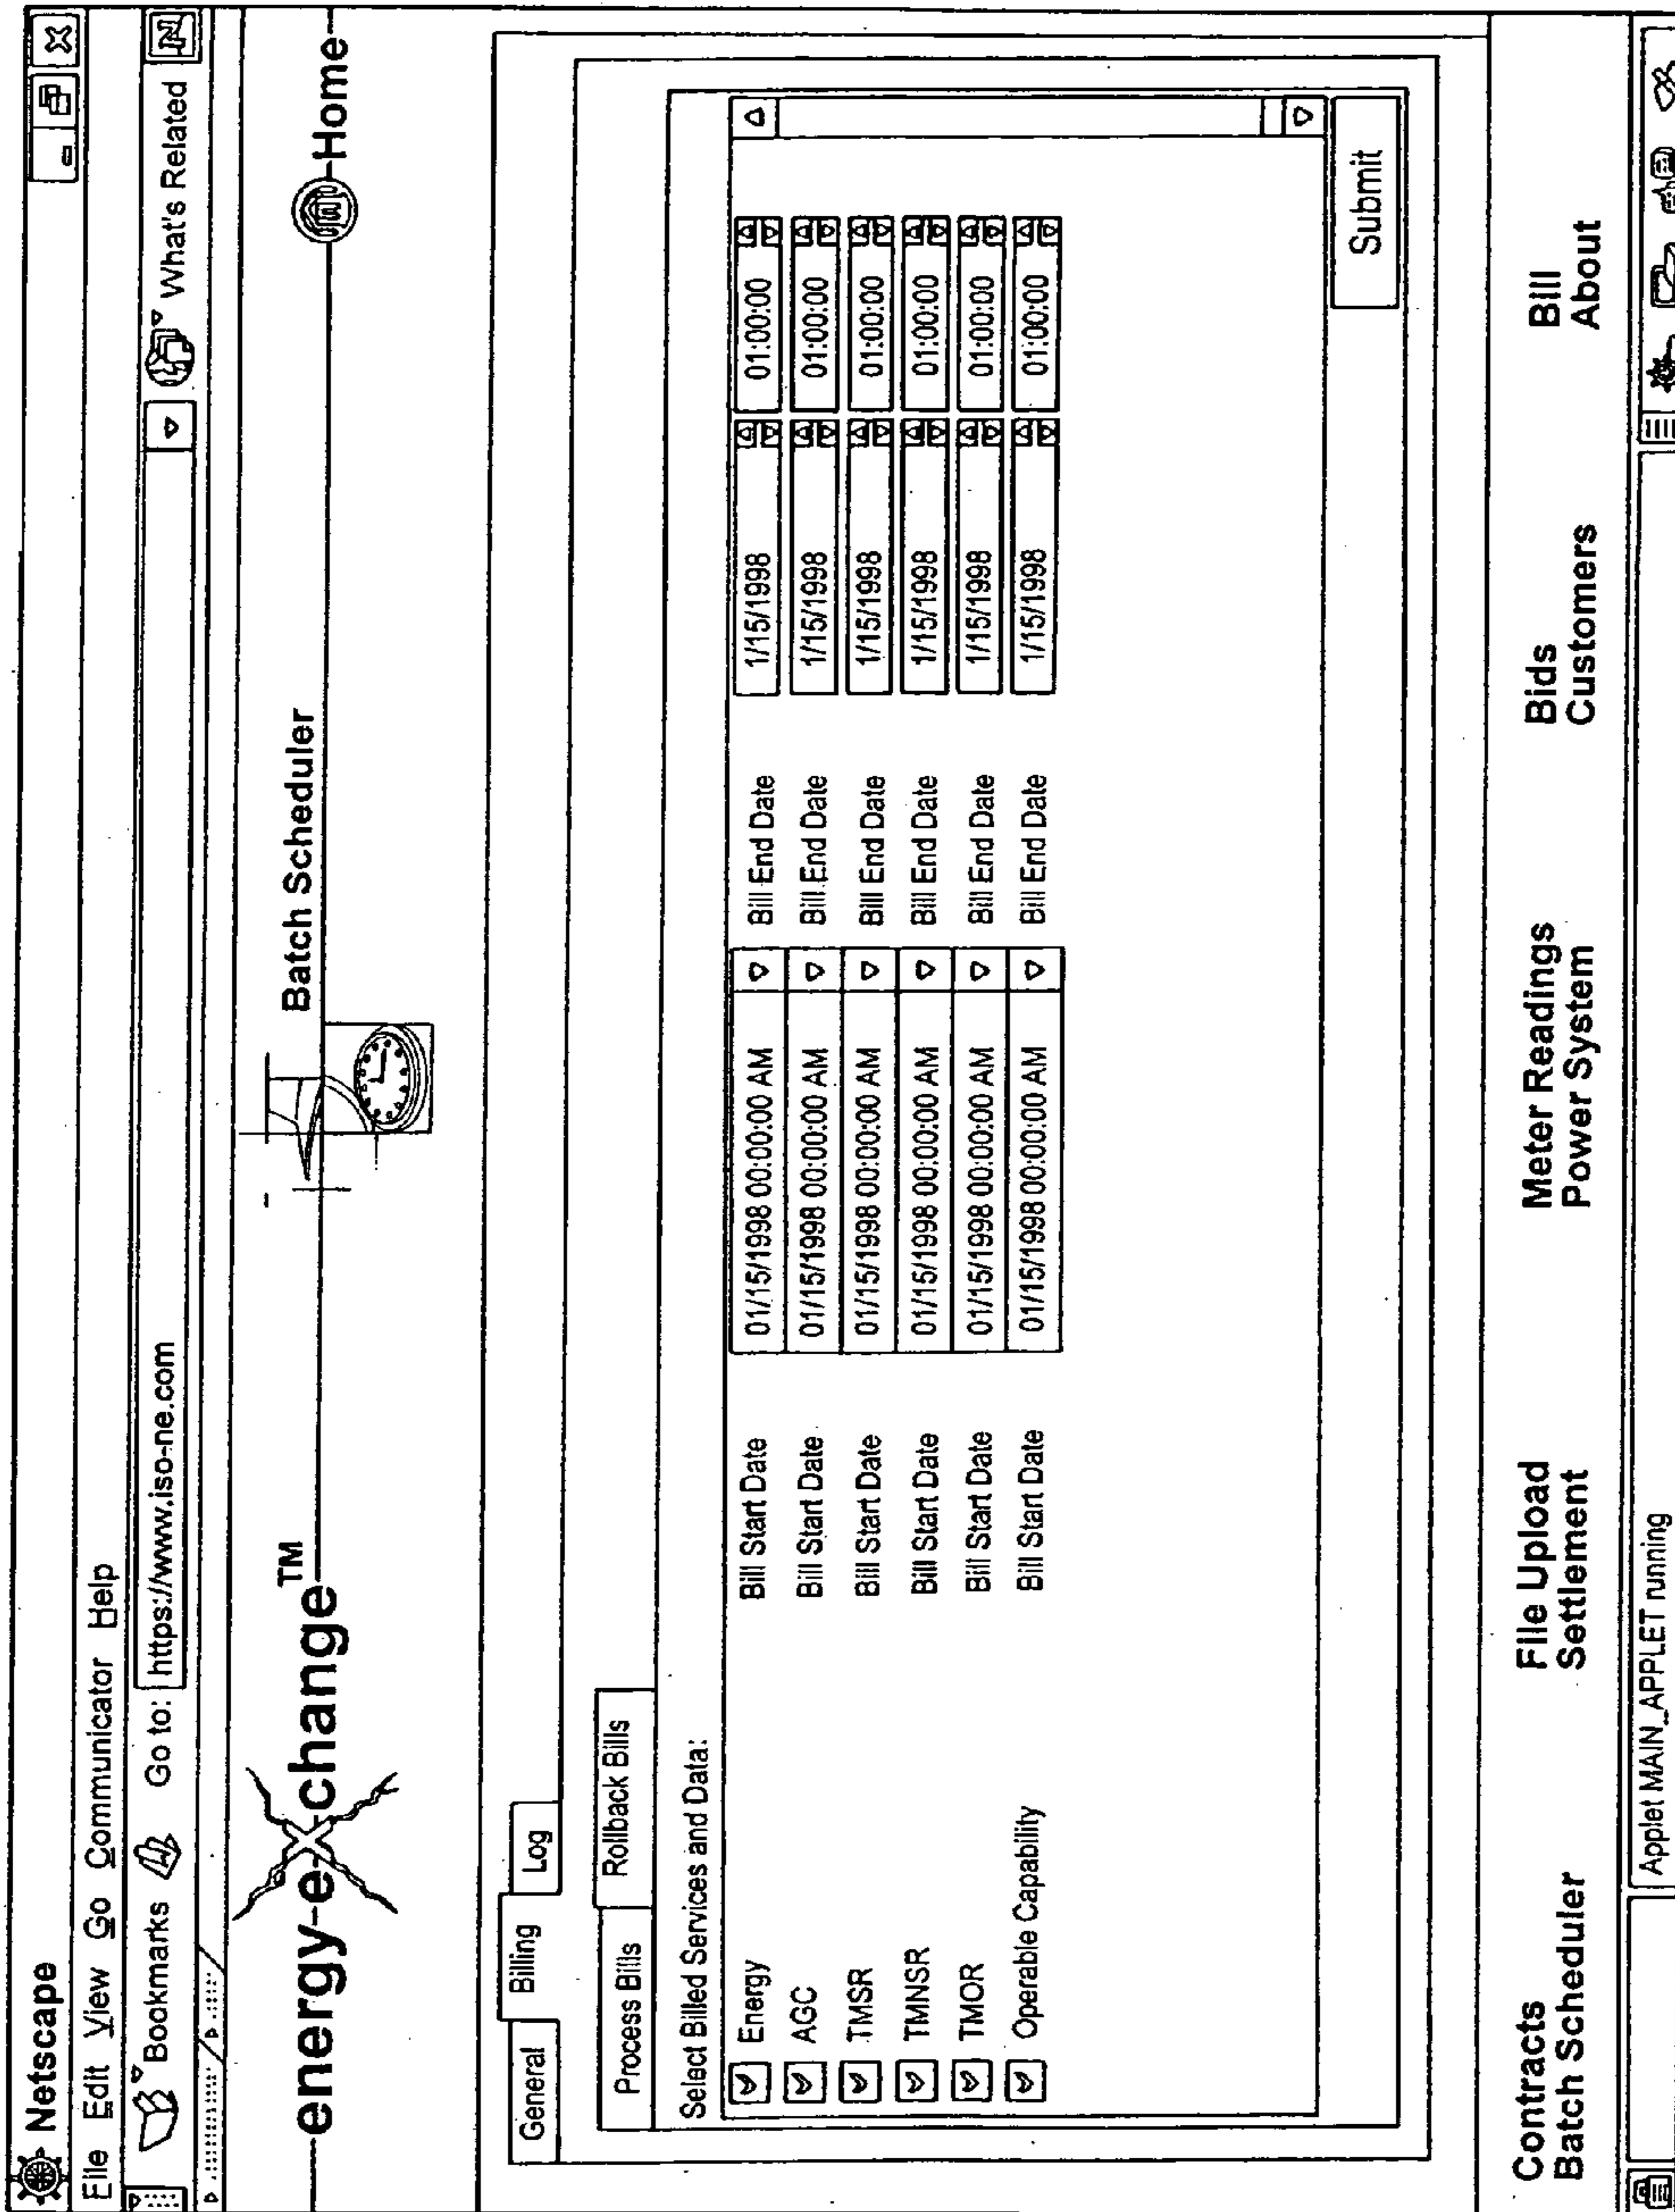 Netscape
File Edit View Go Communicator Help
Bookmarks Go to: https://www.iso-ne.com What's Related
N
energy-e-x-change™ Batch Scheduler Home
General Billing Log
Process Bills Rollback Bills
Select Billed Services and Data:
Energy Bill Start Date 01/15/1998 00:00:00 AM Bill End Date 1/15/1998 01:00:00
AGC Bill Start Date 01/15/1998 00:00:00 AM Bill End Date 1/15/1998 01:00:00
TMSR Bill Start Date 01/15/1998 00:00:00 AM Bill End Date 1/15/1998 01:00:00
TMNSR Bill Start Date 01/15/1998 00:00:00 AM Bill End Date 1/15/1998 01:00:00
TMOR Bill Start Date 01/15/1998 00:00:00 AM Bill End Date 1/15/1998 01:00:00
Operable Capability Bill Start Date 01/15/1998 00:00:00 AM Bill End Date 1/15/1998 01:00:00
Submit
Contracts File Upload Meter Readings Bids Bill
Batch Scheduler Settlement Power System Customers About
Applet MAIN_APPLET running